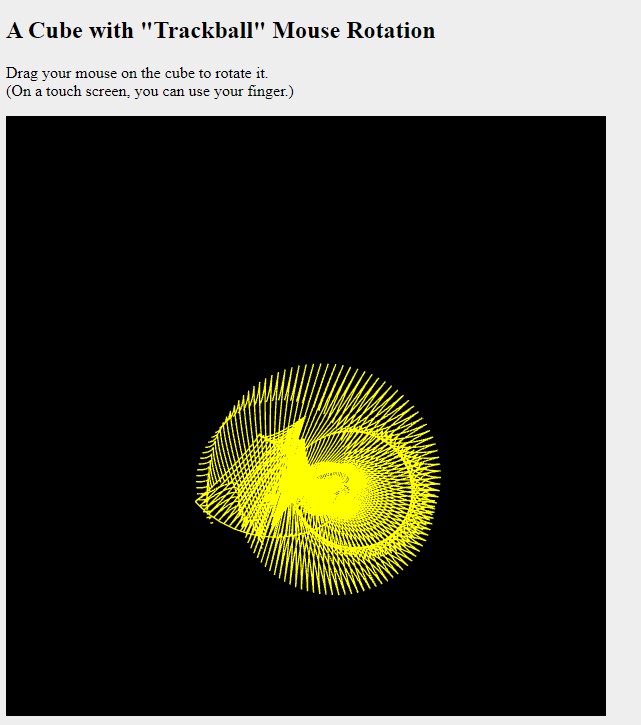 A Cube with "Trackball" Mouse Rotation
Drag your mouse on the cube to rotate it.
(On a touch screen, you can use your finger.)